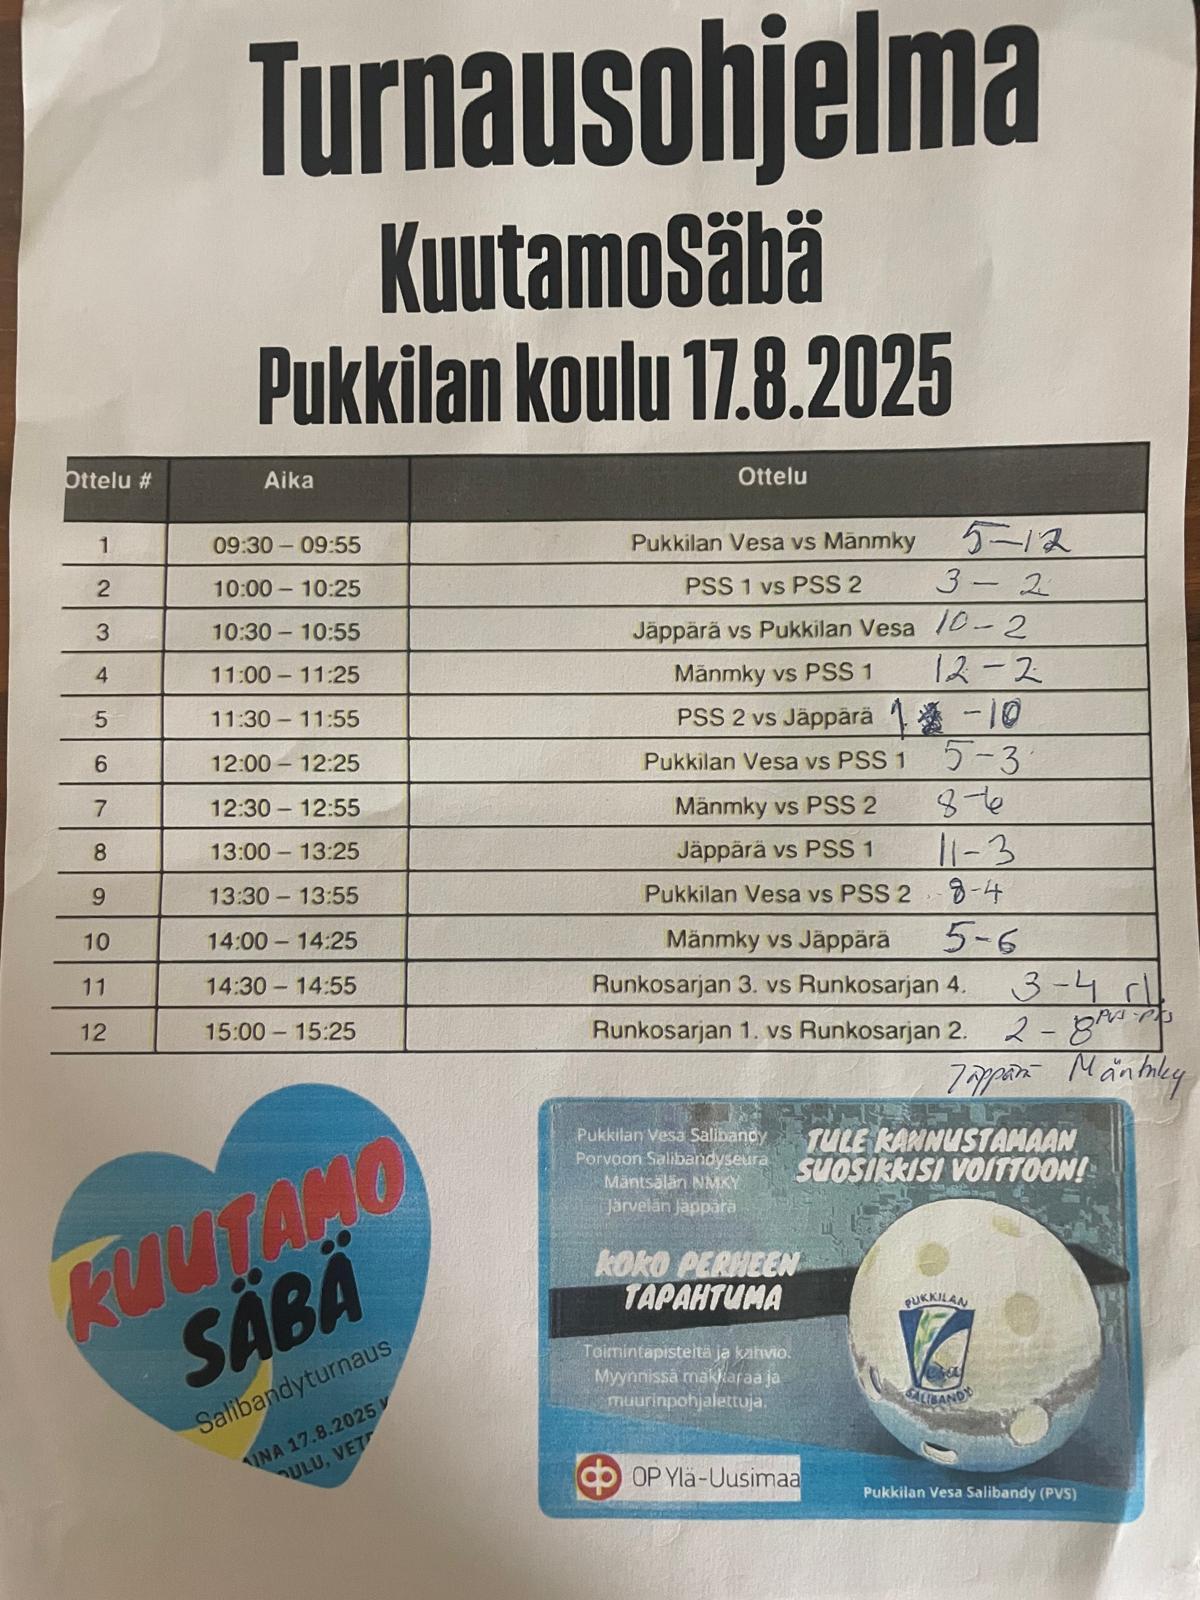 Turnausohjelma
KuutamoSäbä
Pukkilan koulu 17.8.2025
Ottelu # Aika Ottelu
1 09:30 – 09:55 Pukkilan Vesa vs Mänmky 5-12
2 10:00 – 10:25 PSS 1 vs PSS 2 3-2
3 10:30 – 10:55 Jäppärä vs Pukkilan Vesa 10-2
4 11:00 – 11:25 Mänmky vs PSS 1 12-2
5 11:30 – 11:55 PSS 2 vs Jäppärä 1 -10
6 12:00 – 12:25 Pukkilan Vesa vs PSS 1 5-3
7 12:30 – 12:55 Mänmky vs PSS 2 8-6
8 13:00 – 13:25 Jäppärä vs PSS 1 11-3
9 13:30 – 13:55 Pukkilan Vesa vs PSS 2 8-4
10 14:00 – 14:25 Mänmky vs Jäppärä 5-6
11 14:30 – 14:55 Runkosarjan 3. vs Runkosarjan 4. 3-4 rl.
12 15:00 – 15:25 Runkosarjan 1. vs Runkosarjan 2. 2-8
Jäppärä Mäntmky
KUUTAMO
SÄBÄ
Salibandyturnaus
AINA 17.8.2025
OULU,
Pukkilan Vesa Salibandy
Porvoon Salibandyseura
Mäntsälän NMKY
Järvelän Jäppärä
TULE KANNUSTAMAAN
SUOSIKKISI VOITTOON!
KOKO PERHEEN
TAPAHTUMA
Toimintapisteitä ja kahvio.
Myynnissä makkaraa ja
muurinpohjalettuja.
PUKKILAN
Vesa
SALIBANDY
OP Ylä-Uusimaa
Pukkilan Vesa Salibandy (PVS)